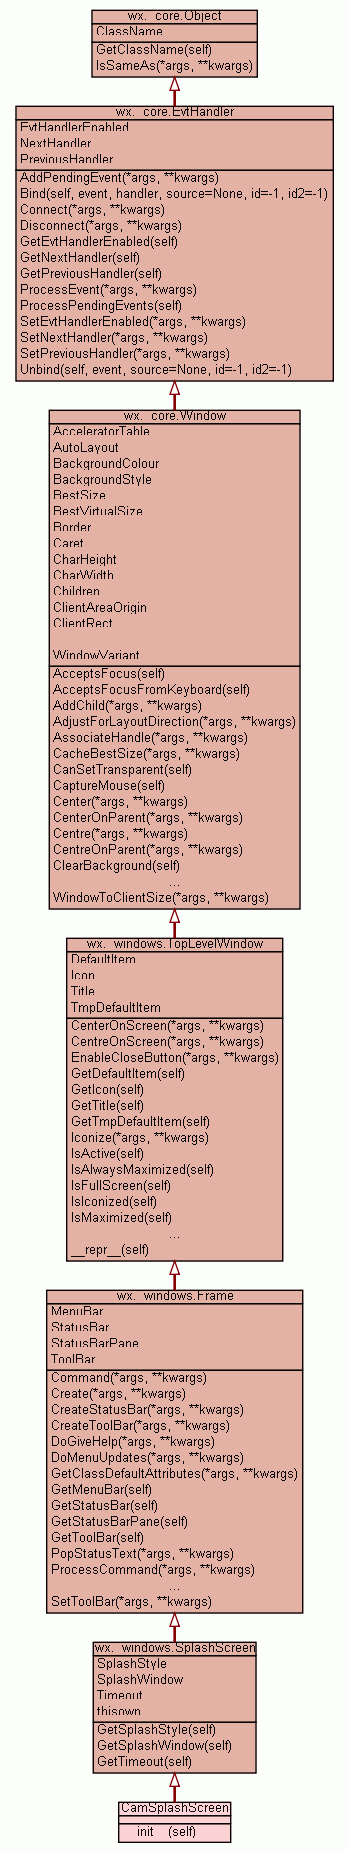 wx._core.Object
ClassName
GetClassName(self)
IsSameAs(*args, **kwargs)
wx._core.EvtHandler
EvtHandlerEnabled
NextHandler
PreviousHandler
AddPendingEvent(*args, **kwargs)
Bind(self, event, handler, source=None, id=-1, id2=-1)
Connect(*args, **kwargs)
Disconnect(*args, **kwargs)
GetEvtHandlerEnabled(self)
GetNextHandler(self)
GetPreviousHandler(self)
ProcessEvent(*args, **kwargs)
ProcessPendingEvents(self)
SetEvtHandlerEnabled(*args, **kwargs)
SetNextHandler(*args, **kwargs)
SetPreviousHandler(*args, **kwargs)
Unbind(self, event, source=None, id=-1, id2=-1)
wx._core.Window
AcceleratorTable
AutoLayout
BackgroundColour
BackgroundStyle
BestSize
BestVirtualSize
Border
Caret
CharHeight
CharWidth
Children
ClientAreaOrigin
ClientRect
WindowVariant
AcceptsFocus(self)
AcceptsFocusFromKeyboard(self)
AddChild(*args, **kwargs)
AdjustForLayoutDirection(*args, **kwargs)
AssociateHandle(*args, **kwargs)
CacheBestSize(*args, **kwargs)
CanSetTransparent(self)
CaptureMouse(self)
Center(*args, **kwargs)
CenterOnParent(*args, **kwargs)
Centre(*args, **kwargs)
CentreOnParent(*args, **kwargs)
ClearBackground(self)
...
WindowToClientSize(*args, **kwargs)
wx._windows.TopLevelWindow
DefaultItem
Icon
Title
TmpDefaultItem
CenterOnScreen(*args, **kwargs)
CentreOnScreen(*args, **kwargs)
EnableCloseButton(*args, **kwargs)
GetDefaultItem(self)
GetIcon(self)
GetTitle(self)
GetTmpDefaultItem(self)
Iconize(*args, **kwargs)
IsActive(self)
IsAlwaysMaximized(self)
IsFullScreen(self)
IsIconized(self)
IsMaximized(self)
...
__repr__(self)
wx._windows.Frame
MenuBar
StatusBar
StatusBarPane
ToolBar
Command(*args, **kwargs)
Create(*args, **kwargs)
CreateStatusBar(*args, **kwargs)
CreateToolBar(*args, **kwargs)
DoGiveHelp(*args, **kwargs)
DoMenuUpdates(*args, **kwargs)
GetClassDefaultAttributes(*args, **kwargs)
GetMenuBar(self)
GetStatusBar(self)
GetStatusBarPane(self)
GetToolBar(self)
PopStatusText(*args, **kwargs)
ProcessCommand(*args, **kwargs)
...
SetToolBar(*args, **kwargs)
wx._windows.SplashScreen
SplashStyle
SplashWindow
Timeout
thisown
GetSplashStyle(self)
GetSplashWindow(self)
GetTimeout(self)
CamSplashScreen
__init__(self)